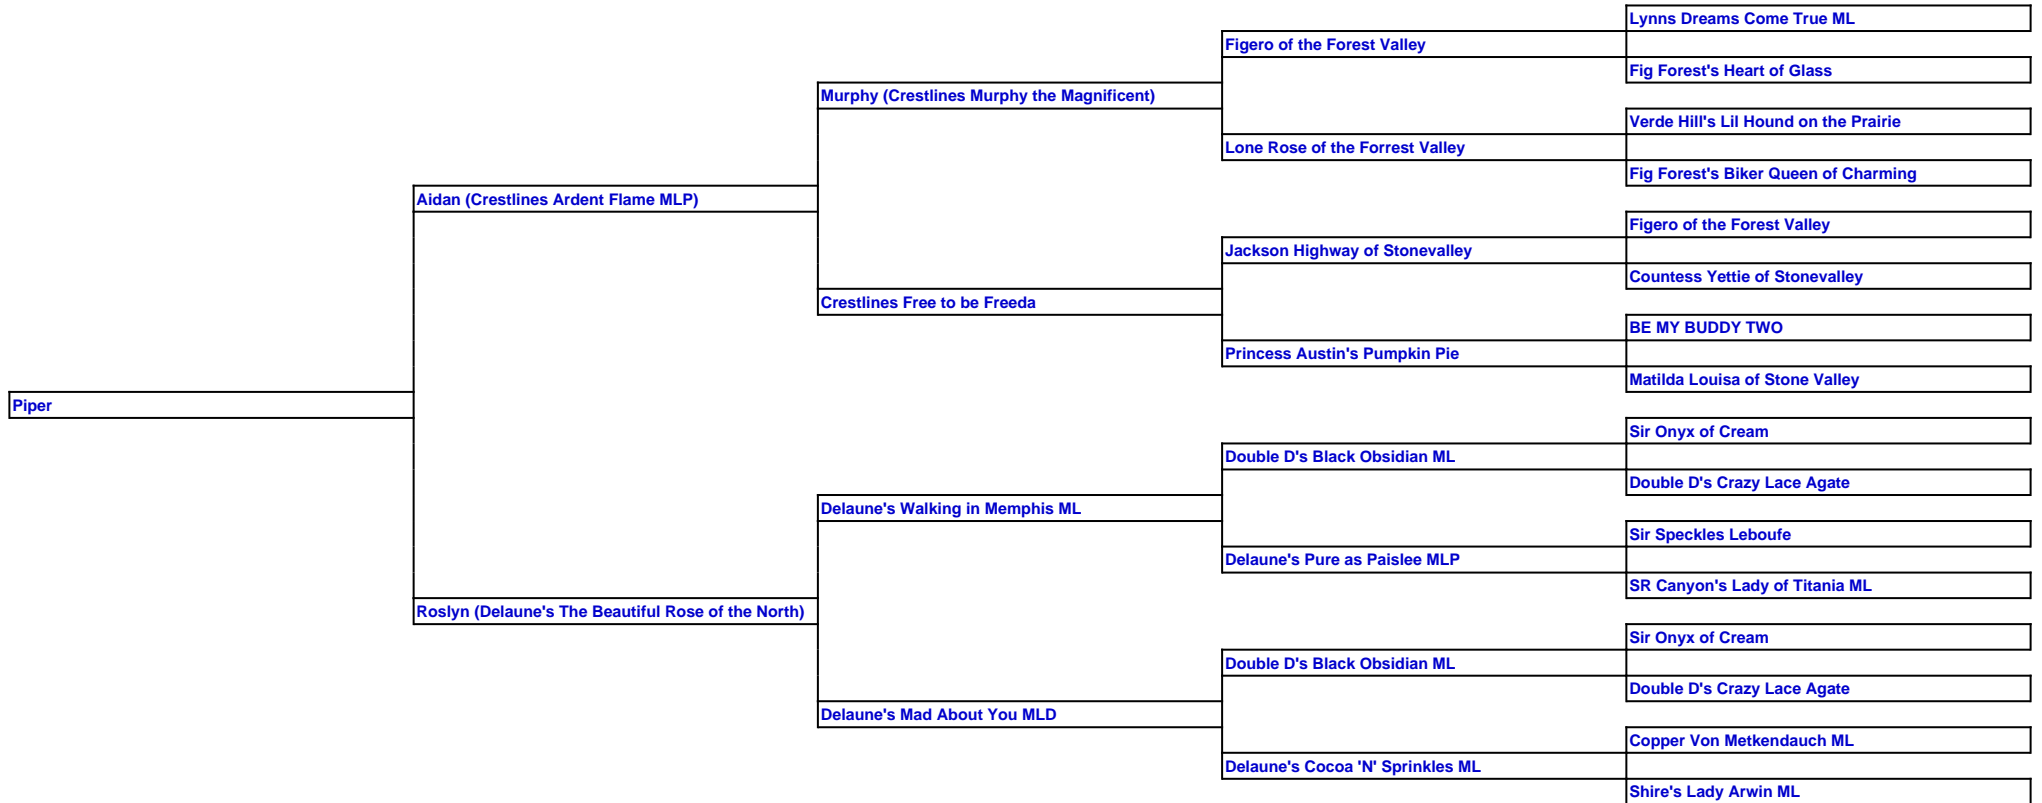 Lynns Dreams Come True ML
Figero of the Forest Valley
Fig Forest's Heart of Glass
Murphy (Crestlines Murphy the Magnificent)
Verde Hill's Lil Hound on the Prairie
Lone Rose of the Forrest Valley
Fig Forest's Biker Queen of Charming
Aidan (Crestlines Ardent Flame MLP)
Figero of the Forest Valley
Jackson Highway of Stonevalley
Countess Yettie of Stonevalley
Crestlines Free to be Freeda
BE MY BUDDY TWO
Princess Austin's Pumpkin Pie
Matilda Louisa of Stone Valley
Piper
Sir Onyx of Cream
Double D's Black Obsidian ML
Double D's Crazy Lace Agate
Delaune's Walking in Memphis ML
Sir Speckles Leboufe
Delaune's Pure as Paislee MLP
SR Canyon's Lady of Titania ML
Roslyn (Delaune's The Beautiful Rose of the North)
Sir Onyx of Cream
Double D's Black Obsidian ML
Double D's Crazy Lace Agate
Delaune's Mad About You MLD
Copper Von Metkendauch ML
Delaune's Cocoa 'N' Sprinkles ML
Shire's Lady Arwin ML